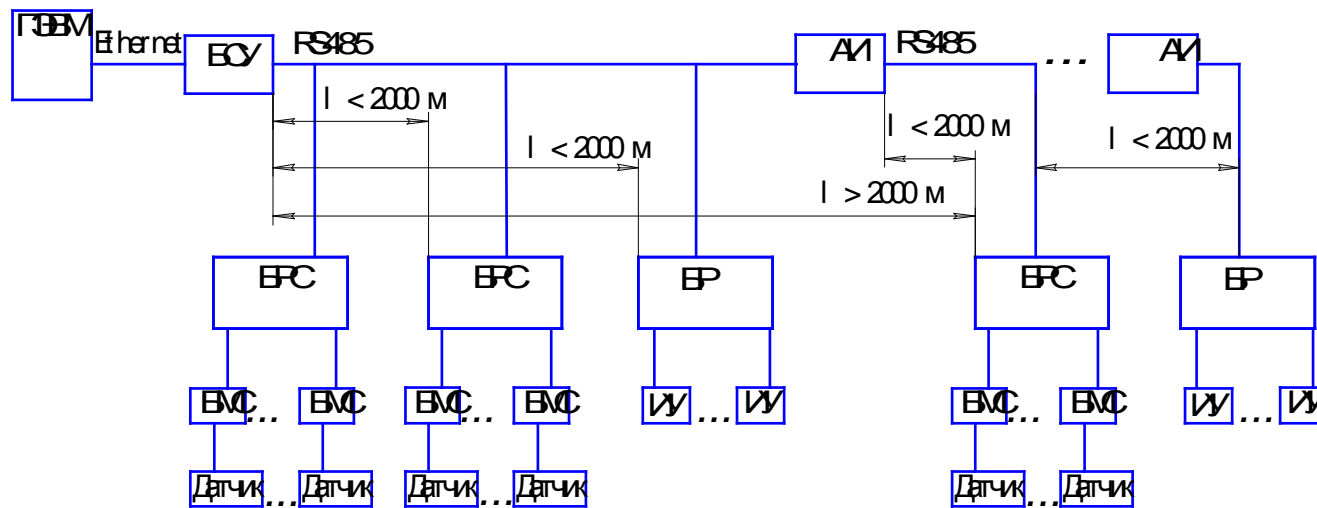 ПЭВМ Ethernet БСУ RS485 АИ RS485 ... АИ
l < 2000 м
l < 2000 м l < 2000 м l < 2000 м
l > 2000 м
БРС БРС БР БРС БР
БМС ... БМС БМС ... БМС ИУ ... ИУ БМС ... БМС ИУ ... ИУ
Датчик ... Датчик Датчик ... Датчик Датчик ... Датчик